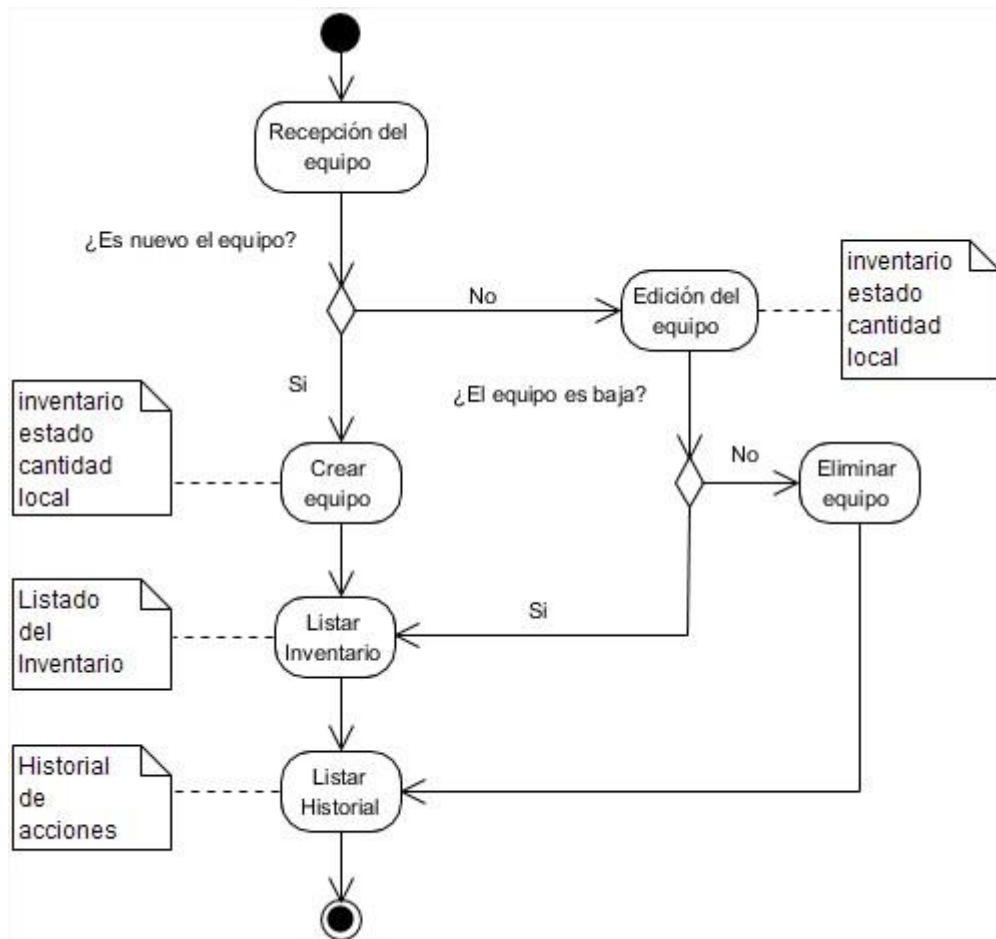 Recepción del
equipo
¿Es nuevo el equipo?
No
Edición del
equipo
inventario
estado
cantidad
local
Si
¿El equipo es baja?
inventario
estado
cantidad
local
Crear
equipo
No
Eliminar
equipo
Listado
del
Inventario
Listar
Inventario
Si
Historial
de
acciones
Listar
Historial